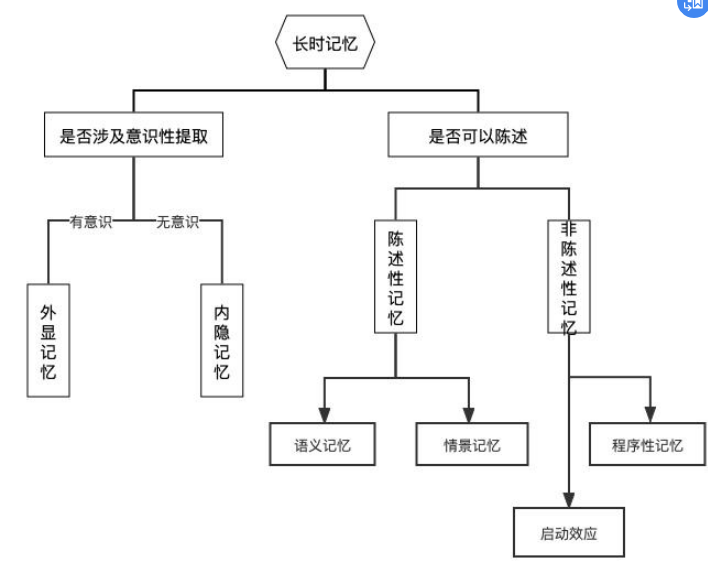 长时记忆
是否涉及意识性提取
是否可以陈述
有意识
无意识
陈述性记忆
非陈述性记忆
外显记忆
内隐记忆
语义记忆
情景记忆
程序性记忆
启动效应